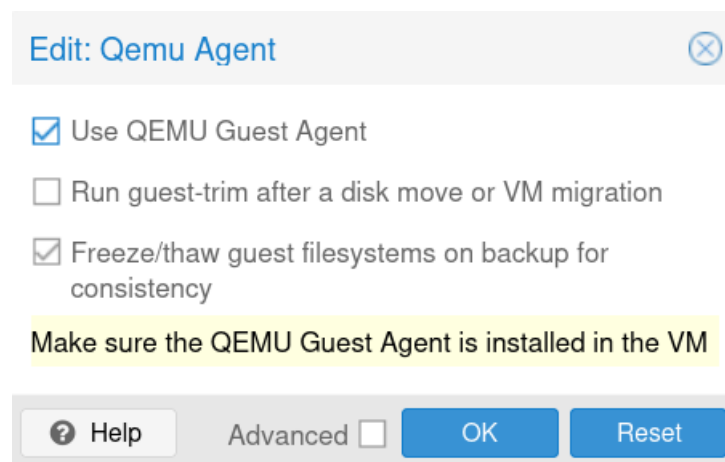 Edit: Qemu Agent
Use QEMU Guest Agent
Run guest-trim after a disk move or VM migration
Freeze/thaw guest filesystems on backup for
consistency
Make sure the QEMU Guest Agent is installed in the VM
Help Advanced OK Reset